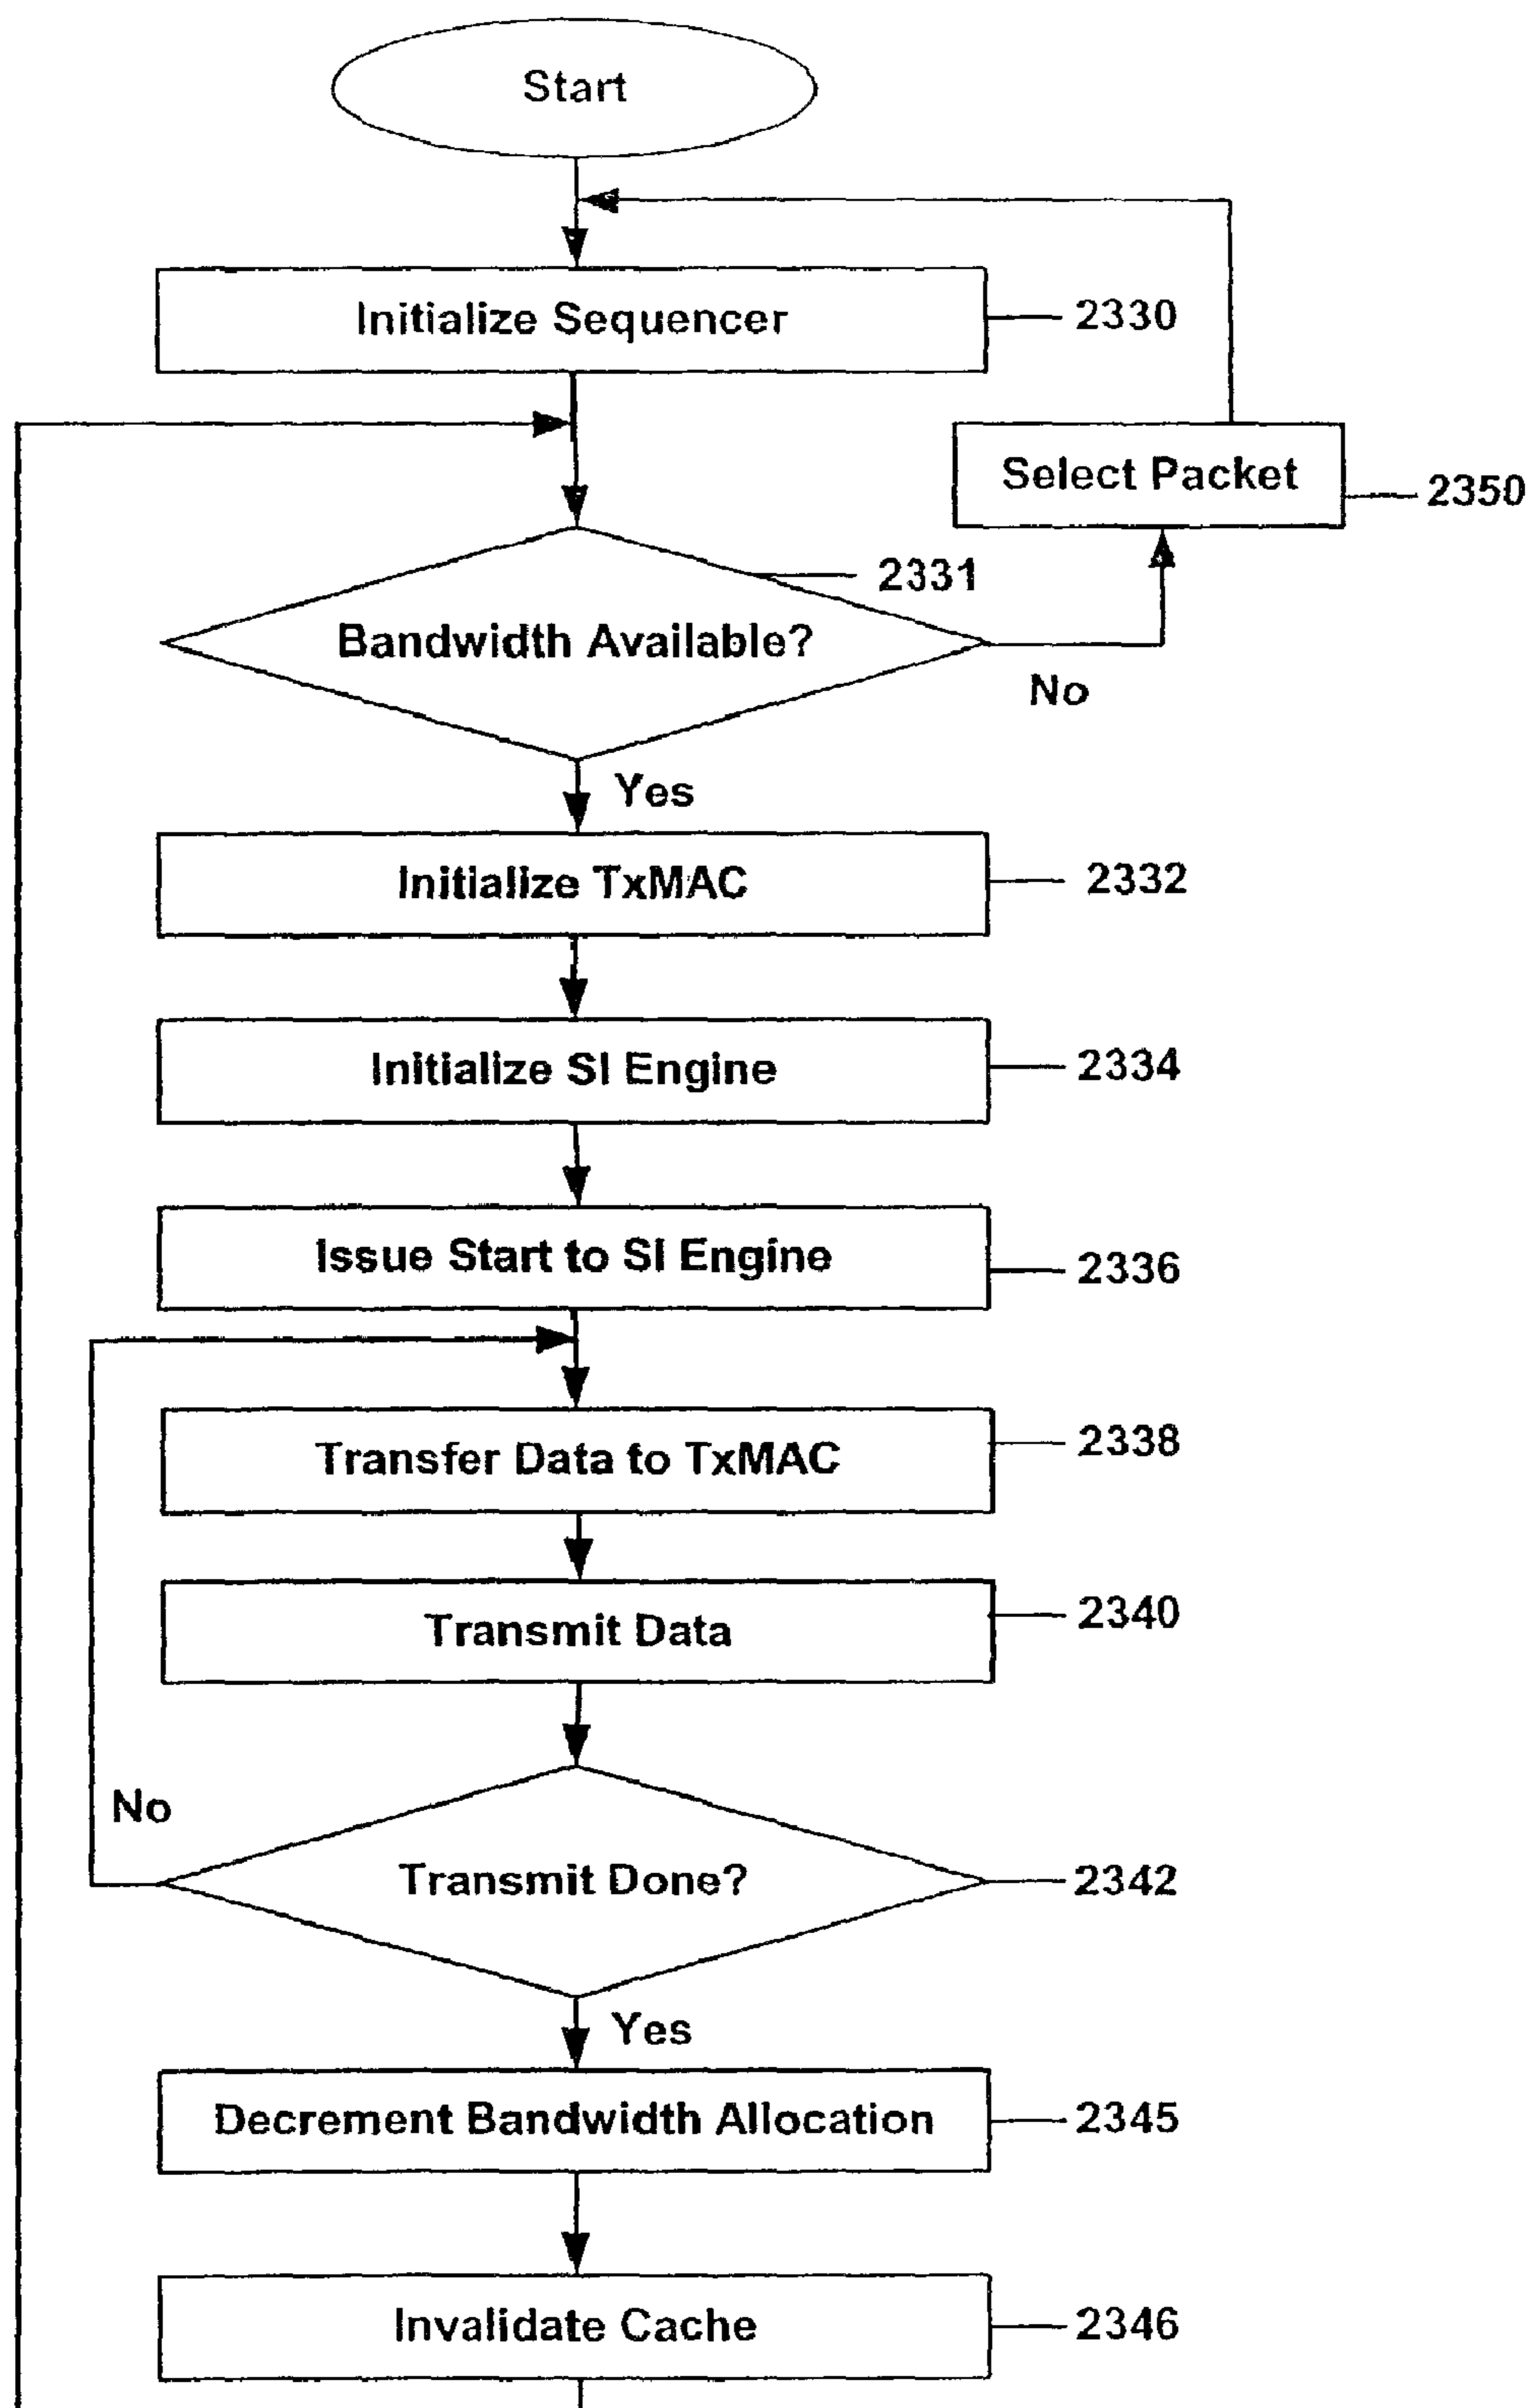 Start
Initialize Sequencer
2330
Select Packet
2350
2331
Bandwidth Available?
No
Yes
Initialize TxMAC
2332
Initialize SI Engine
2334
Issue Start to SI Engine
2336
Transfer Data to TxMAC
2338
Transmit Data
2340
No
Transmit Done?
2342
Yes
Decrement Bandwidth Allocation
2345
Invalidate Cache
2346